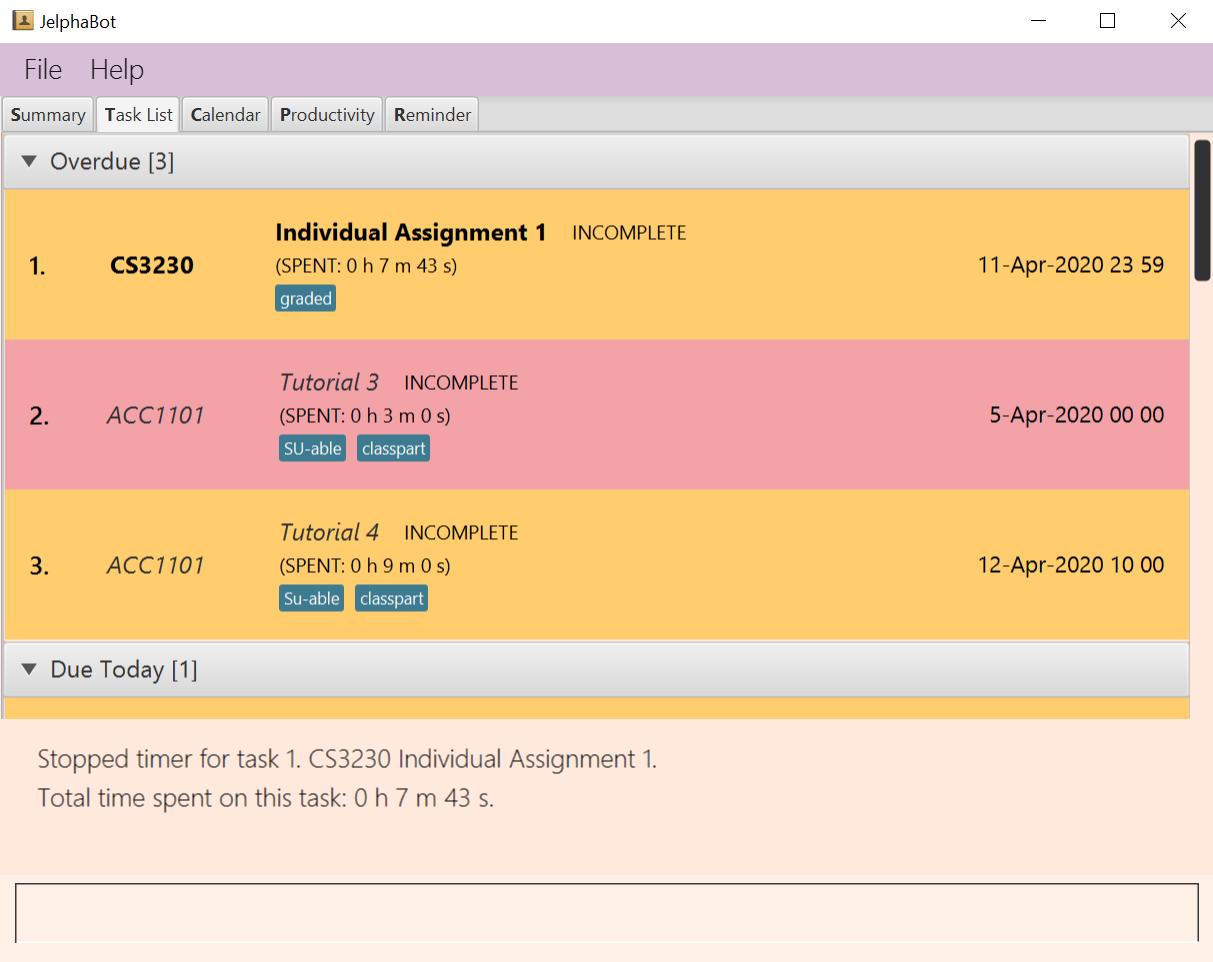 JelphaBot
File Help
Summary Task List Calendar Productivity Reminder
Overdue [3]
1. CS3230 Individual Assignment 1 INCOMPLETE
(SPENT: 0 h 7 m 43 s)
graded
11-Apr-2020 23 59
2. ACC1101 Tutorial 3 INCOMPLETE
(SPENT: 0 h 3 m 0 s)
SU-able classpart
5-Apr-2020 00 00
3. ACC1101 Tutorial 4 INCOMPLETE
(SPENT: 0 h 9 m 0 s)
Su-able classpart
12-Apr-2020 10 00
Due Today [1]
Stopped timer for task 1. CS3230 Individual Assignment 1.
Total time spent on this task: 0 h 7 m 43 s.